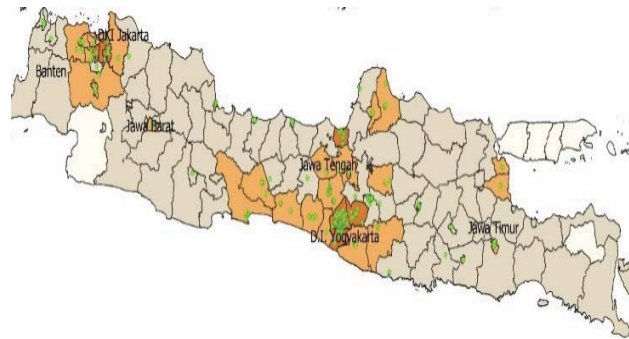 DKI Jakarta
Banten
Jawa Barat
Jawa Tengah
D.I. Yogyakarta
Jawa Timur